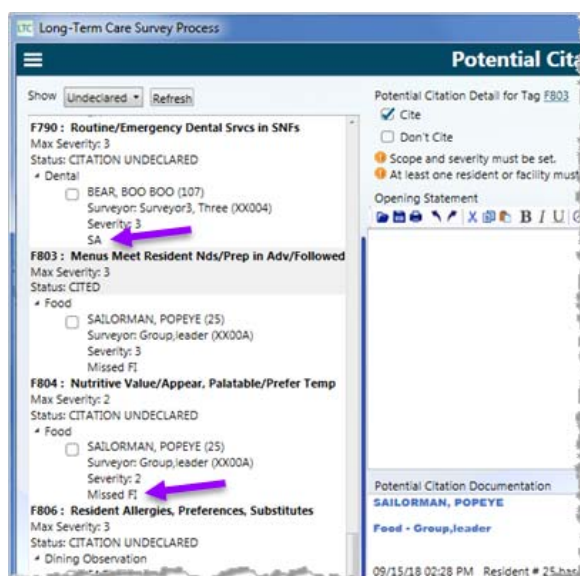 LTC Long-Term Care Survey Process
Potential Cita
Show Undeclared Refresh
F790 : Routine/Emergency Dental Srvcs in SNFs
Max Severity: 3
Status: CITATION UNDECLARED
Dental
BEAR, BOO BOO (107)
Surveyor: Surveyor3, Three (XX004)
Severity: 3
SA
F803 : Menus Meet Resident Nds/Prep in Adv/Followed
Max Severity: 3
Status: CITED
Food
SAILORMAN, POPEYE (25)
Surveyor: Group,leader (XX00A)
Severity: 3
Missed FI
F804 : Nutritive Value/Appear, Palatable/Prefer Temp
Max Severity: 2
Status: CITATION UNDECLARED
Food
SAILORMAN, POPEYE (25)
Surveyor: Group,leader (XX00A)
Severity: 2
Missed FI
F806 : Resident Allergies, Preferences, Substitutes
Max Severity: 3
Status: CITATION UNDECLARED
Dining Observation
Potential Citation Detail for Tag F803
Cite
Don't Cite
Scope and severity must be set.
At least one resident or facility must
Opening Statement
B I U
Potential Citation Documentation
SAILORMAN, POPEYE
Food - Group,leader
09/15/18 02:28 PM Resident # 25,has